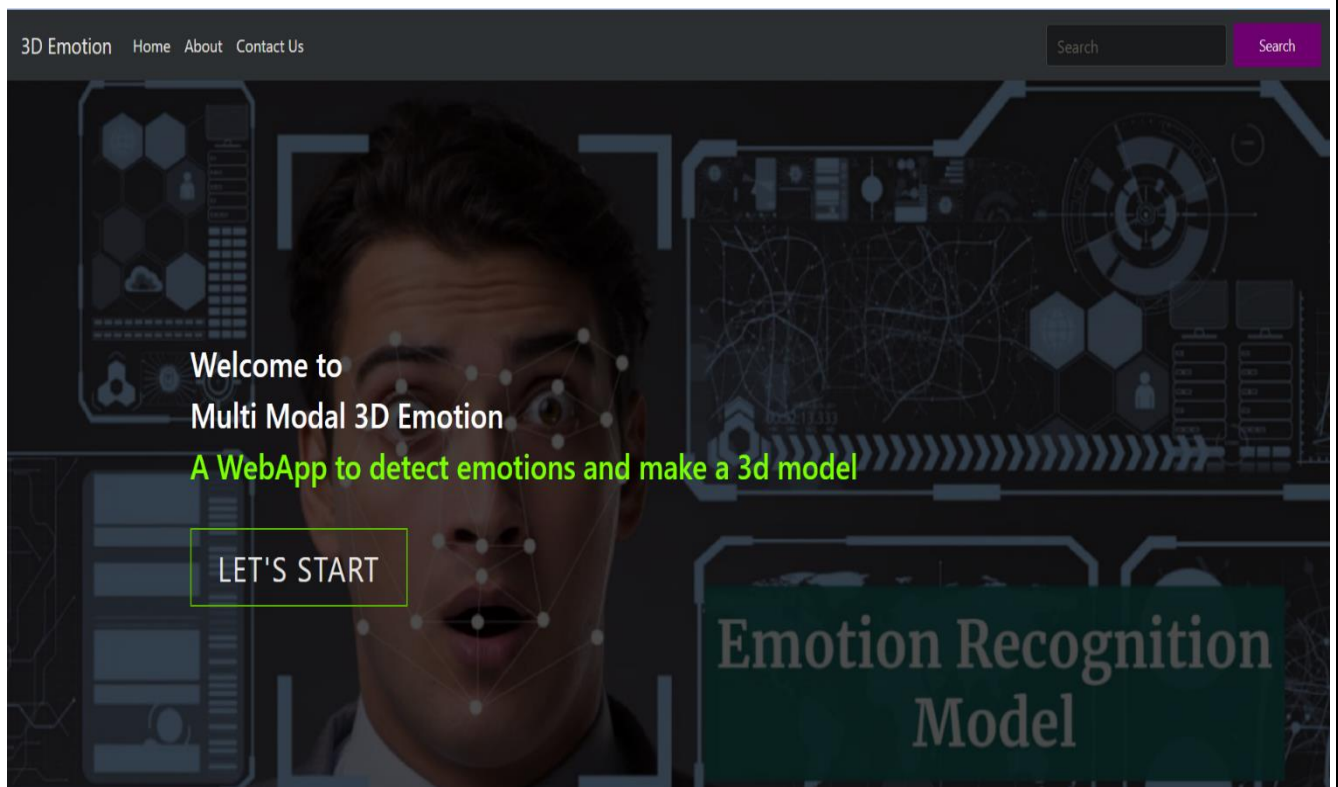 3D Emotion Home About Contact Us Search Search
Welcome to
Multi Modal 3D Emotion
A WebApp to detect emotions and make a 3d model
LET'S START
Emotion Recognition
Model